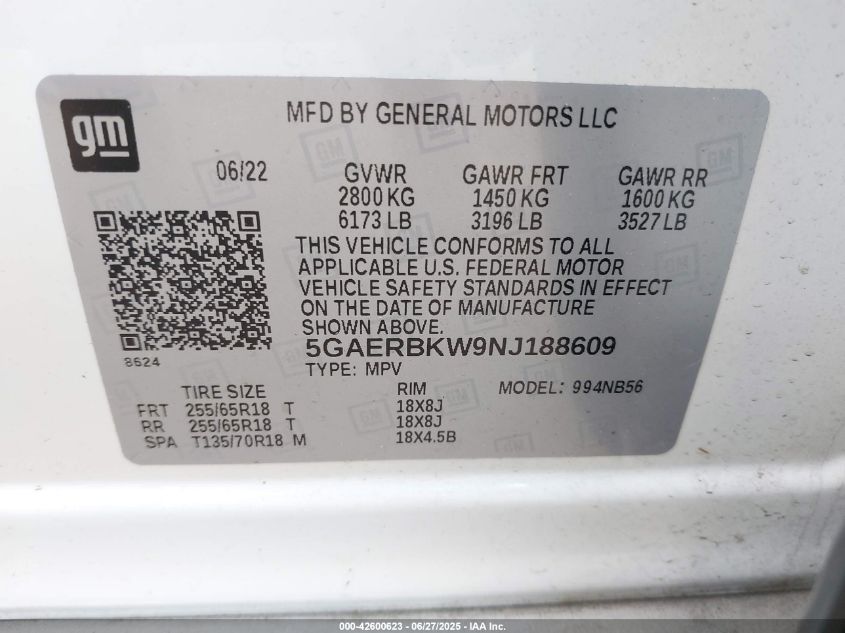 gm
MFD BY GENERAL MOTORS LLC
06/22 GVWR GAWR FRT GAWR RR
2800 KG 1450 KG 1600 KG
6173 LB 3196 LB 3527 LB
THIS VEHICLE CONFORMS TO ALL
APPLICABLE U.S. FEDERAL MOTOR
VEHICLE SAFETY STANDARDS IN EFFECT
ON THE DATE OF MANUFACTURE
SHOWN ABOVE.
5GAERBKW9NJ188609
8624
TYPE: MPV
TIRE SIZE RIM MODEL: 994NB56
FRT 255/65R18 T 18X8J
RR 255/65R18 T 18X8J
SPA T135/70R18 M 18X4.5B
000-42600623 - 06/27/2025 - IAA Inc.